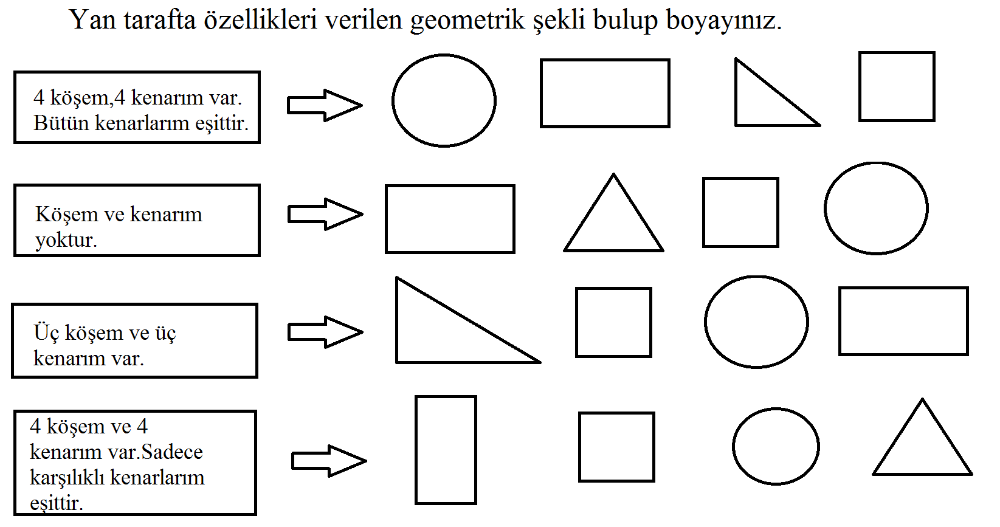 Yan tarafta özellikleri verilen geometrik şekli bulup boyayınız.
4 köşem,4 kenarım var.
Bütün kenarlarım eşittir.
Köşem ve kenarım
yoktur.
Üç köşem ve üç
kenarım var.
4 köşem ve 4
kenarım var.Sadece
karşılıklı kenarlarım
eşittir.